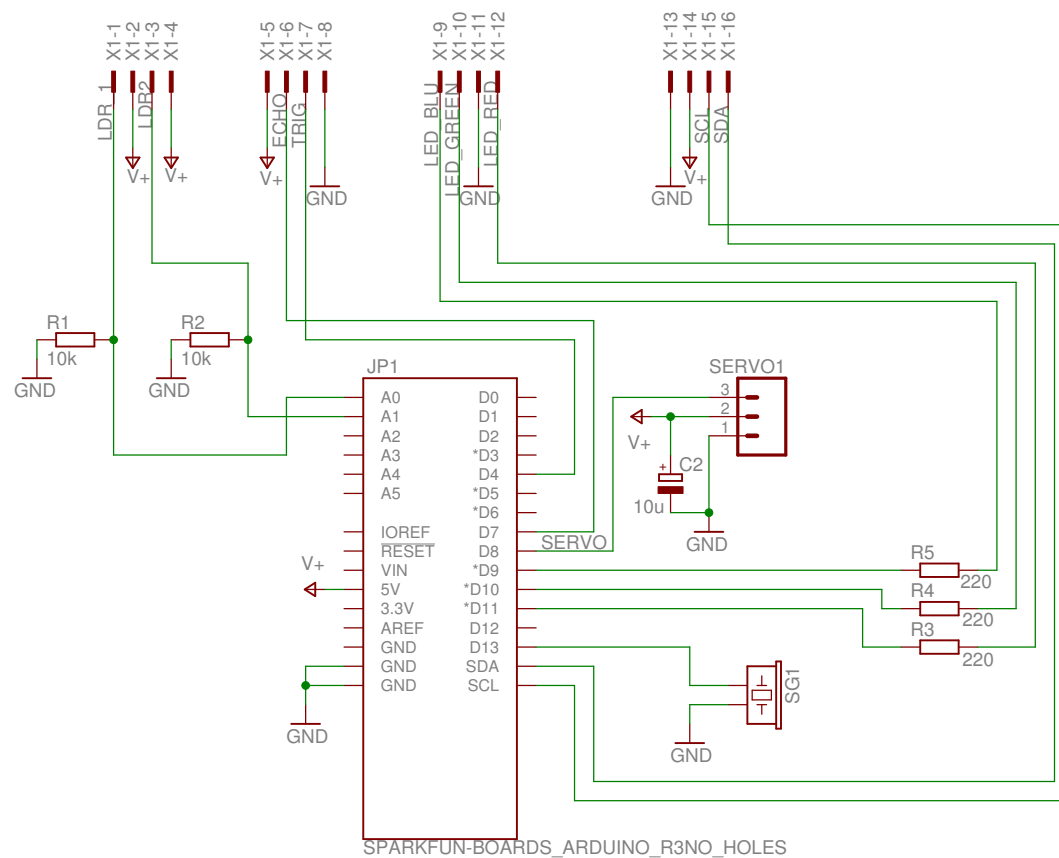 X1-1 X1-2 X1-3 X1-4 X1-5 X1-6 X1-7 X1-8 X1-9 X1-10 X1-11 X1-12 X1-13 X1-14 X1-15 X1-16
LDR_1 LDR2 ECHO TRIG LED_BLU LED_GREEN LED_RED SCL SDA
V+ V+ V+ GND GND GND V+
R1 R2
10k 10k
GND GND
JP1 SERVO1
A0 D0 3
A1 D1 2
A2 D2 1
V+
A3 *D3
A4 D4 + C2
A5 *D5
*D6 10u
IOREF D7
RESET D8 SERVO GND
V+ VIN *D9 R5 220
5V *D10 R4
3.3V *D11 220
AREF D12 R3
GND D13 220
GND SDA
GND SCL SG1
GND GND
SPARKFUN-BOARDS_ARDUINO_R3NO_HOLES